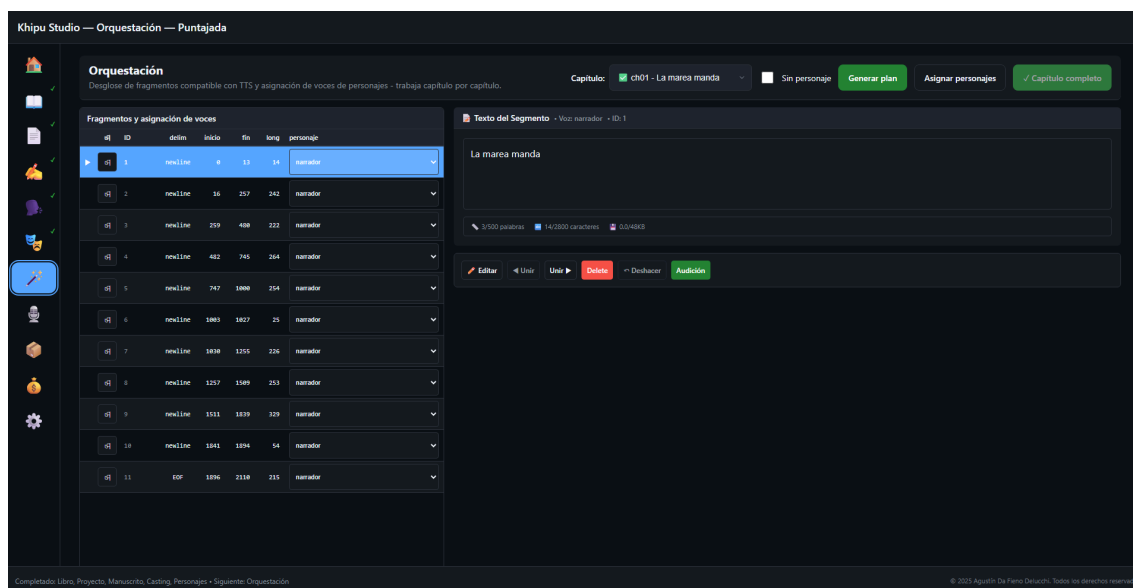 Khipu Studio — Orquestación — Puntajada
Orquestación
Desglose de fragmentos compatible con TTS y asignación de voces de personajes - trabaja capítulo por capítulo.
Capítulo: ch01 - La marea manda Sin personaje Generar plan Asignar personajes ✓ Capítulo completo
Fragmentos y asignación de voces
ID delim inicio fin long personaje
1 newline 0 13 14 narrador
2 newline 16 257 242 narrador
3 newline 259 480 222 narrador
4 newline 482 745 264 narrador
5 newline 747 1000 254 narrador
6 newline 1003 1027 25 narrador
7 newline 1030 1255 226 narrador
8 newline 1257 1509 253 narrador
9 newline 1511 1839 329 narrador
10 newline 1841 1894 54 narrador
11 EOF 1896 2110 215 narrador
Texto del Segmento • Voz: narrador • ID: 1
La marea manda
3/500 palabras 14/2800 caracteres 0.0/48KB
Editar ◀ Unir Unir ▶ Delete Deshacer Audición
Completado: Libro, Proyecto, Manuscrito, Casting, Personajes • Siguiente: Orquestación
© 2025 Agustín Da Fieno Delucchi. Todos los derechos reservad